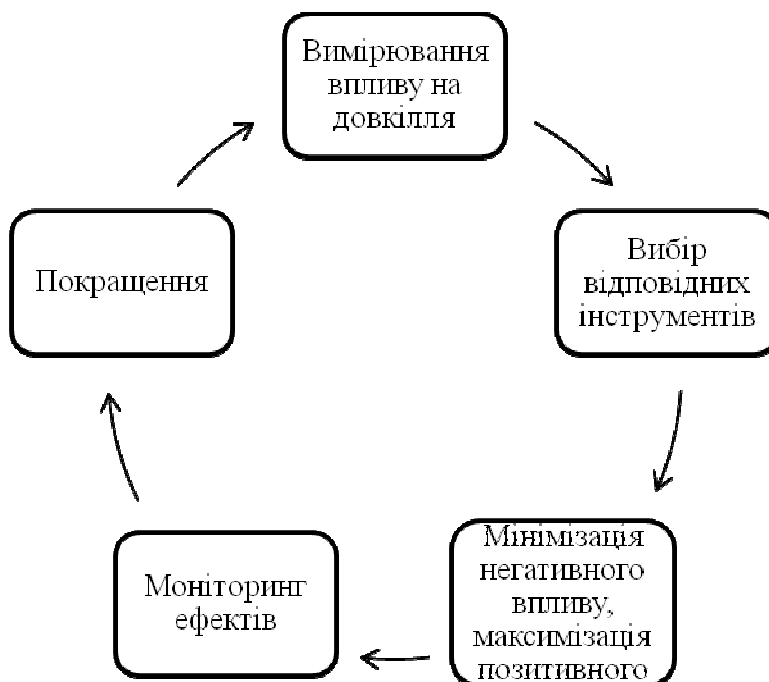 Вимірювання
впливу на
довкілля
Вибір
відповідних
інструментів
Мінімізація
негативного
впливу,
максимізація
позитивного
Моніторинг
ефектів
Покращення